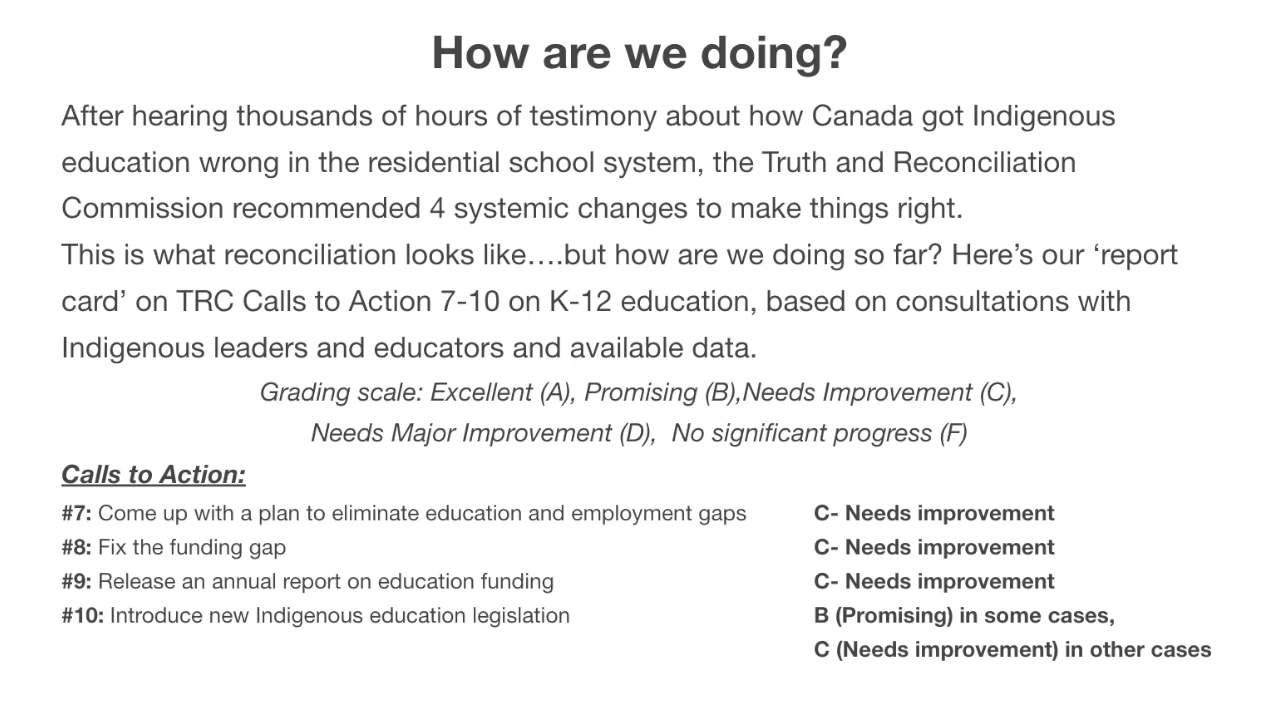 How are we doing?
After hearing thousands of hours of testimony about how Canada got Indigenous
education wrong in the residential school system, the Truth and Reconciliation
Commission recommended 4 systemic changes to make things right.
This is what reconciliation looks like….but how are we doing so far? Here’s our ‘report
card’ on TRC Calls to Action 7-10 on K-12 education, based on consultations with
Indigenous leaders and educators and available data.
Grading scale: Excellent (A), Promising (B),Needs Improvement (C),
Needs Major Improvement (D), No significant progress (F)
Calls to Action:
#7: Come up with a plan to eliminate education and employment gaps C- Needs improvement
#8: Fix the funding gap C- Needs improvement
#9: Release an annual report on education funding C- Needs improvement
#10: Introduce new Indigenous education legislation B (Promising) in some cases,
C (Needs improvement) in other cases